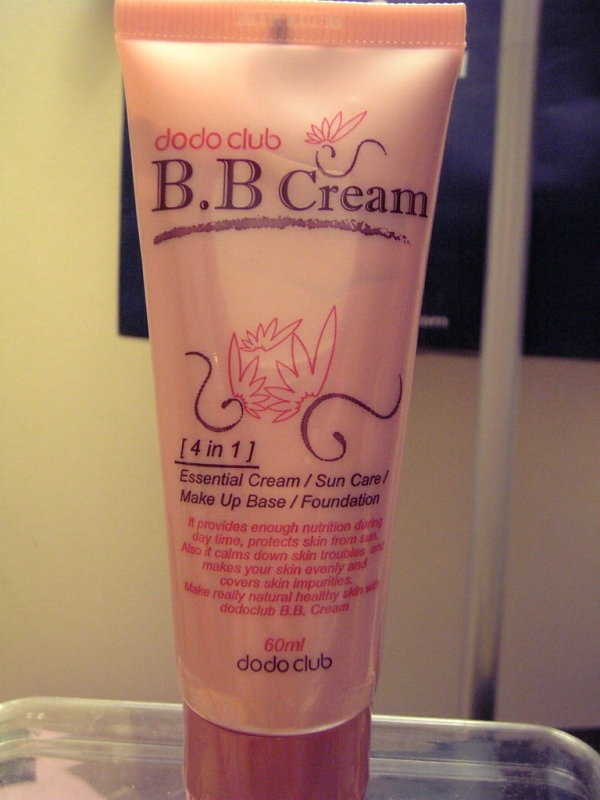 dodo club
B.B Cream
[ 4 in 1 ]
Essential Cream / Sun Care /
Make Up Base / Foundation
It provides enough nutrition during
day time, protects skin from sun.
Also it calms down skin troubles and
makes your skin evenly and
covers skin impurities.
Make really natural healthy skin with
dodoclub B.B. Cream
60ml
dodo club